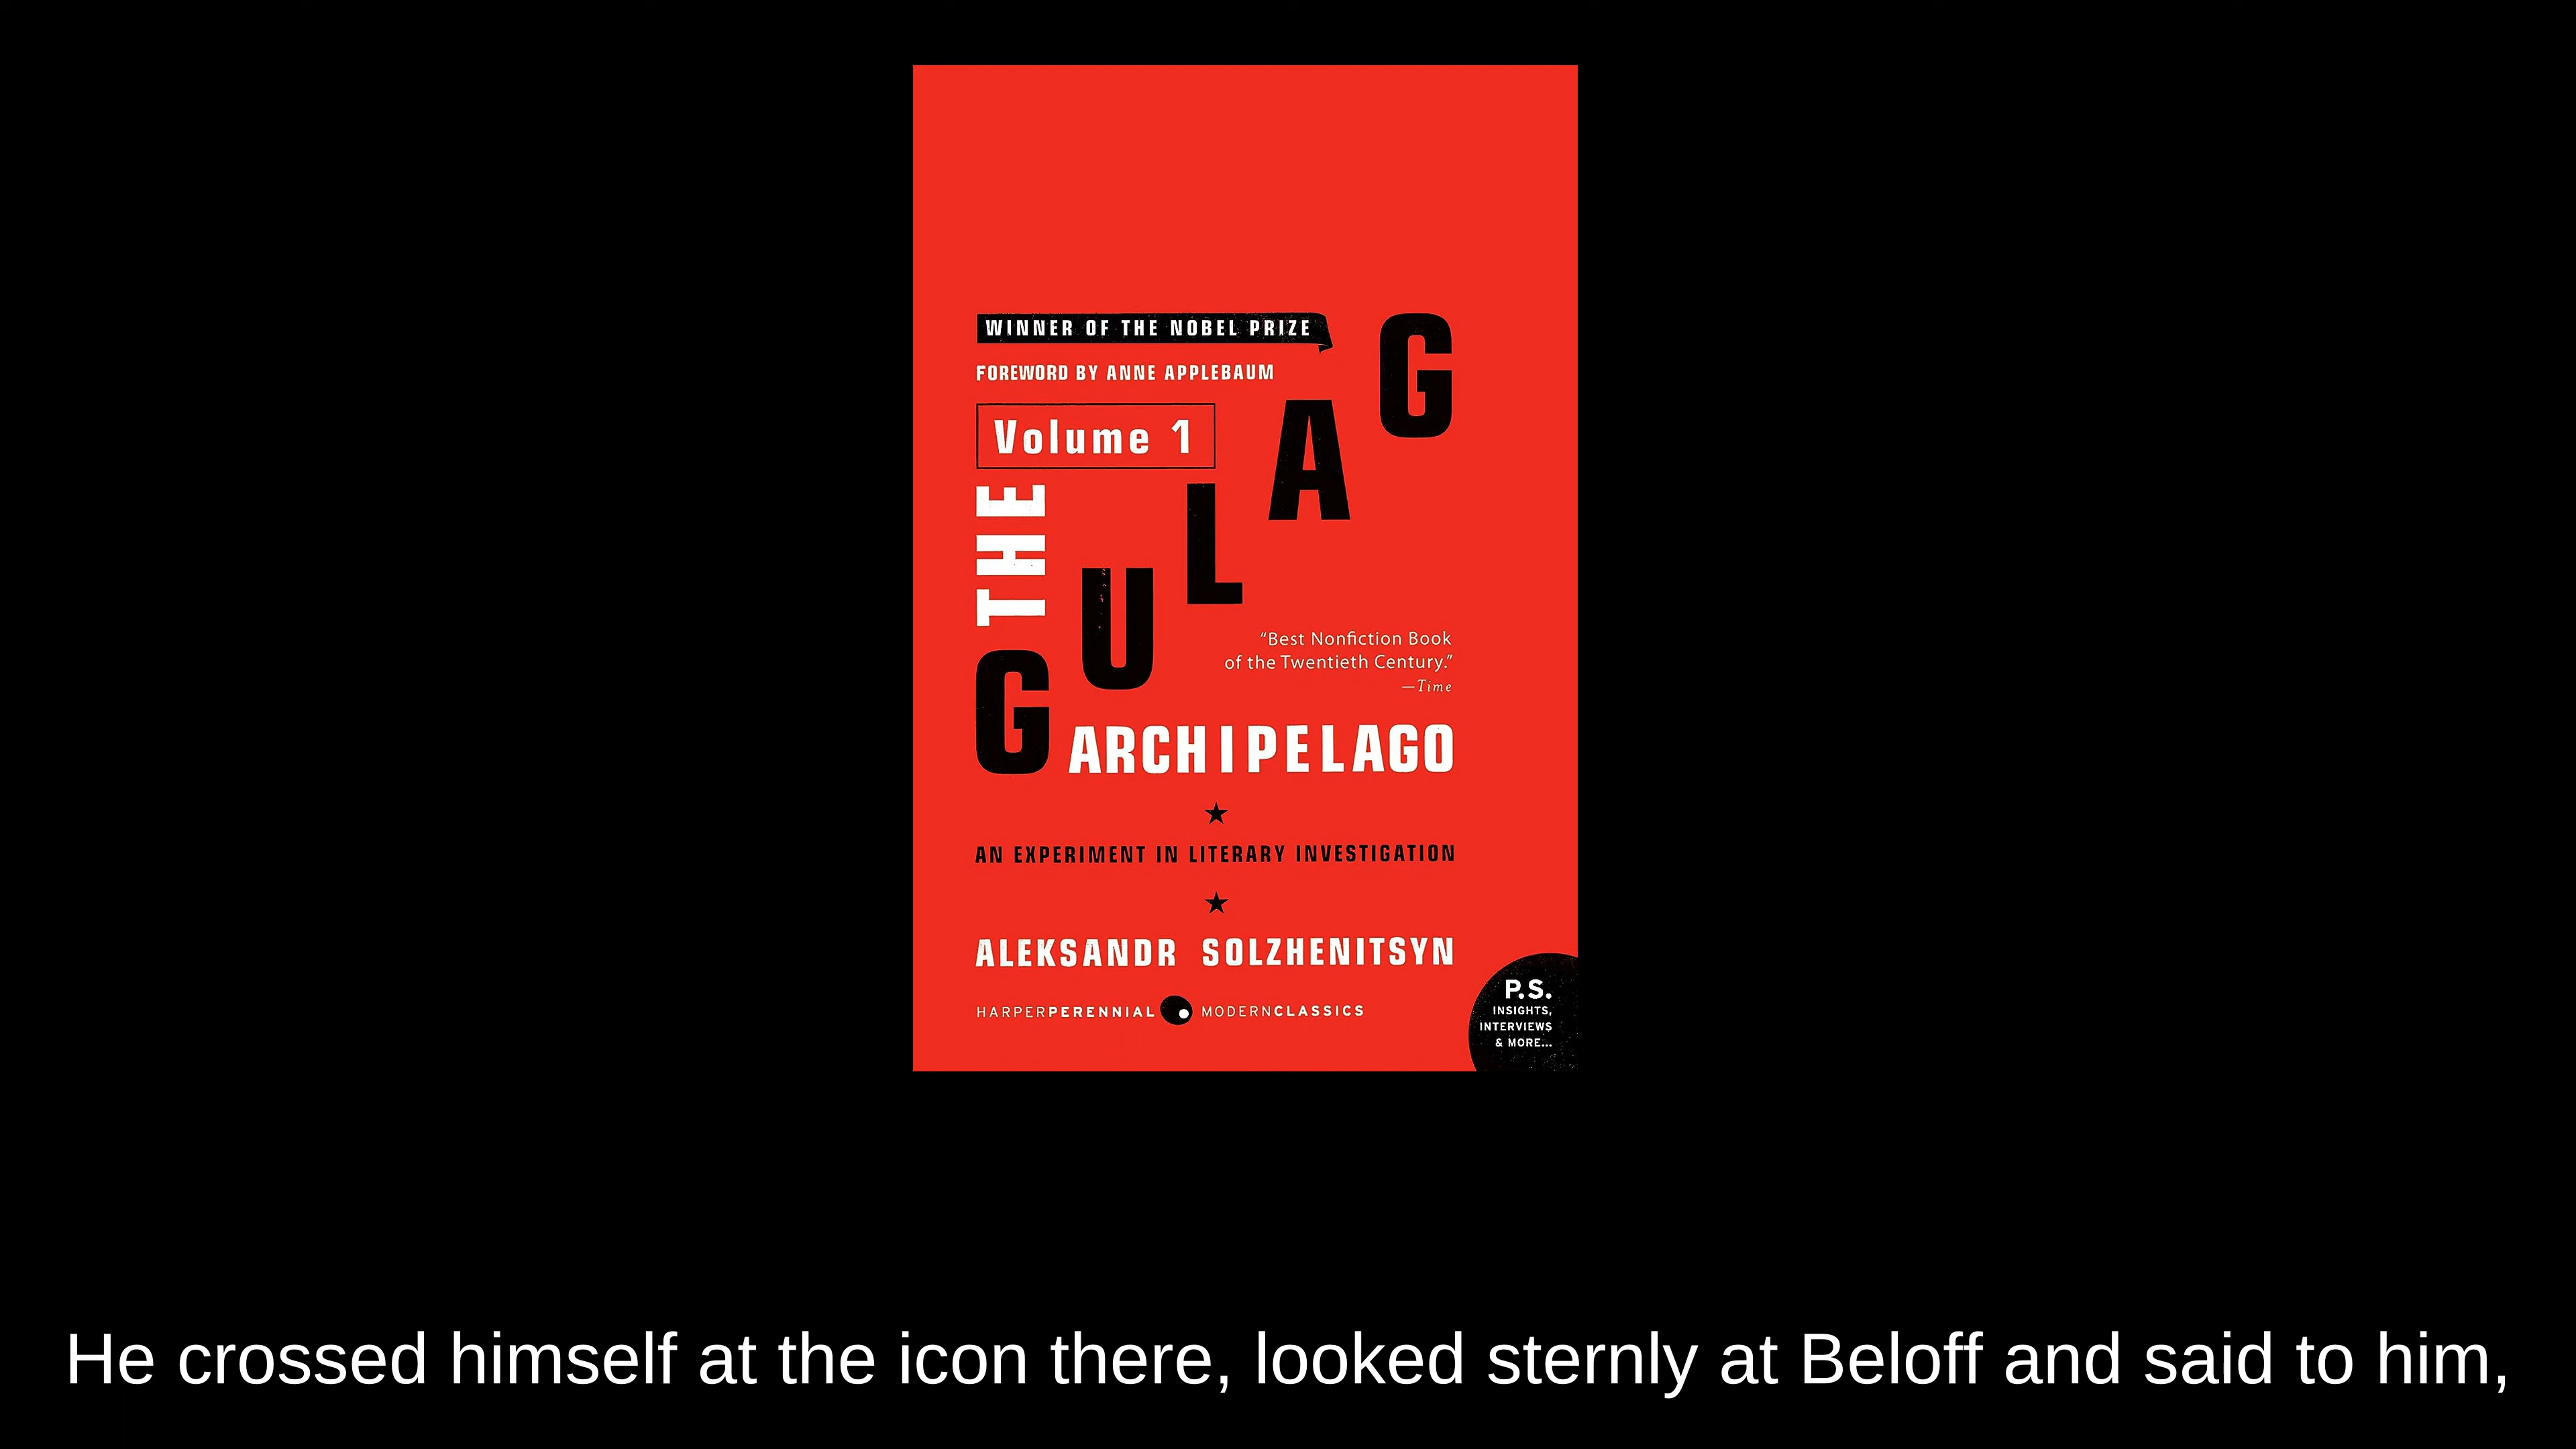 WINNER OF THE NOBEL PRIZE
FOREWORD BY ANNE APPLEBAUM
Volume 1
THE
GULAG
"Best Nonfiction Book
of the Twentieth Century."
—Time
ARCHIPELAGO
AN EXPERIMENT IN LITERARY INVESTIGATION
ALEKSANDR SOLZHENITSYN
HARPERPERENNIAL MODERNCLASSICS
P.S.
INSIGHTS,
INTERVIEWS
& MORE...
He crossed himself at the icon there, looked sternly at Beloff and said to him,